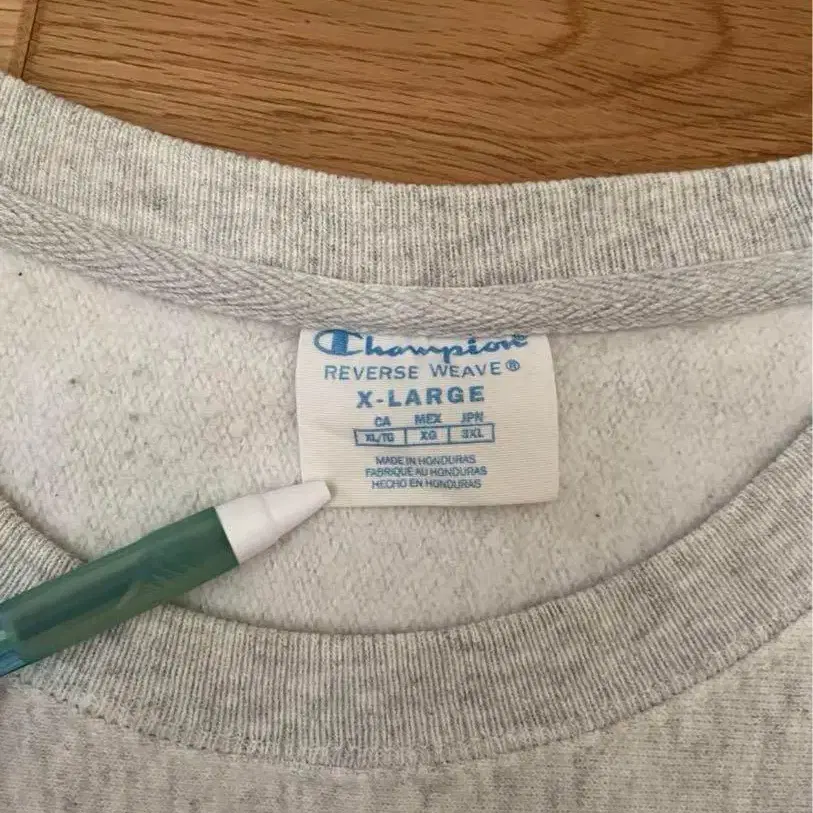 Champion
REVERSE WEAVE®
X-LARGE
CA MEX JPN
XL/TG XG 3XL
MADE IN HONDURAS
FABRIQUE AU HONDURAS
HECHO EN HONDURAS